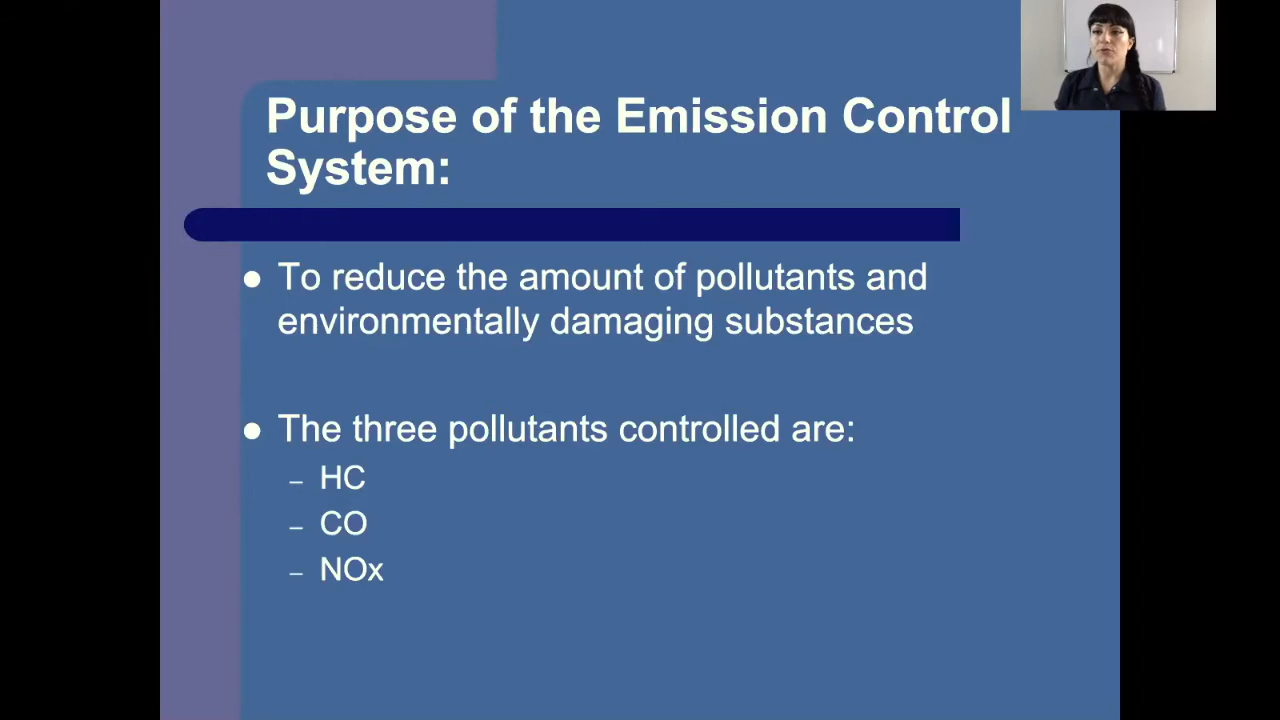 Purpose of the Emission Control
System:
● To reduce the amount of pollutants and
environmentally damaging substances
● The three pollutants controlled are:
– HC
– CO
– NOx